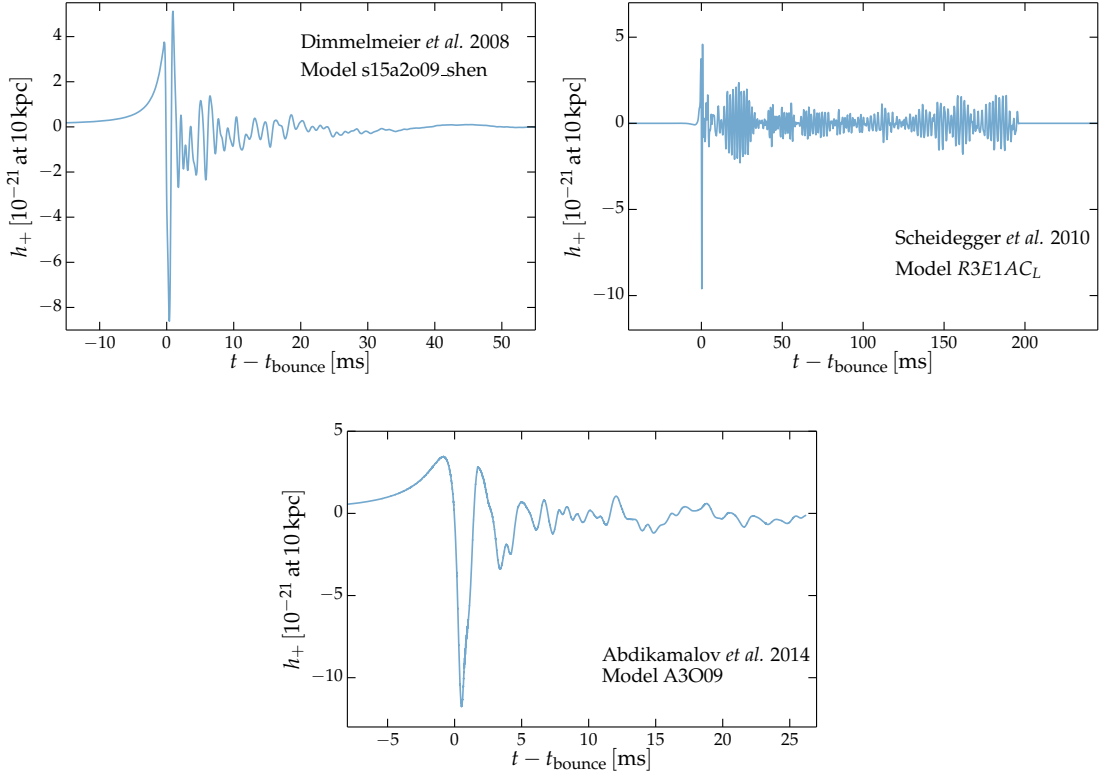 Dimmelmeier et al. 2008
Model s15a2o09_shen
h+ [10−21 at 10 kpc]
4
2
0
−2
−4
−6
−8
−10
0
10
20
30
40
50
t − tbounce [ms]
Scheidegger et al. 2010
Model R3E1ACL
h+ [10−21 at 10 kpc]
5
0
−5
−10
0
50
100
150
200
t − tbounce [ms]
Abdikamalov et al. 2014
Model A3O09
h+ [10−21 at 10 kpc]
5
0
−5
−10
−5
0
5
10
15
20
25
t − tbounce [ms]